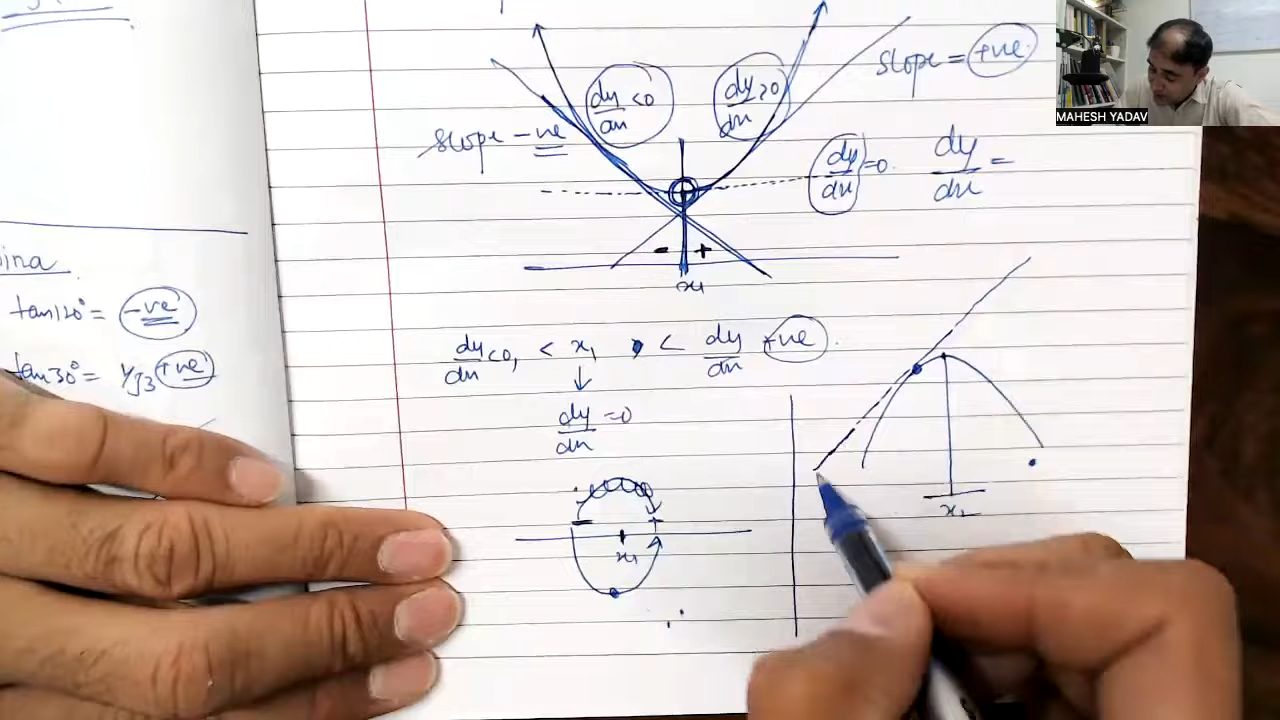 MAHESH YADAV
dy/dx <0
dy/dx >0
slope = +ve
slope -ve
dy/dx =0.
dy/dx =
- +
x₁
tan120° = -ve
tan30° = 1/√3 +ve
dy/dx <0, < x₁ < dy/dx +ve.
↓
dy/dx =0
- +
x₁
x₂